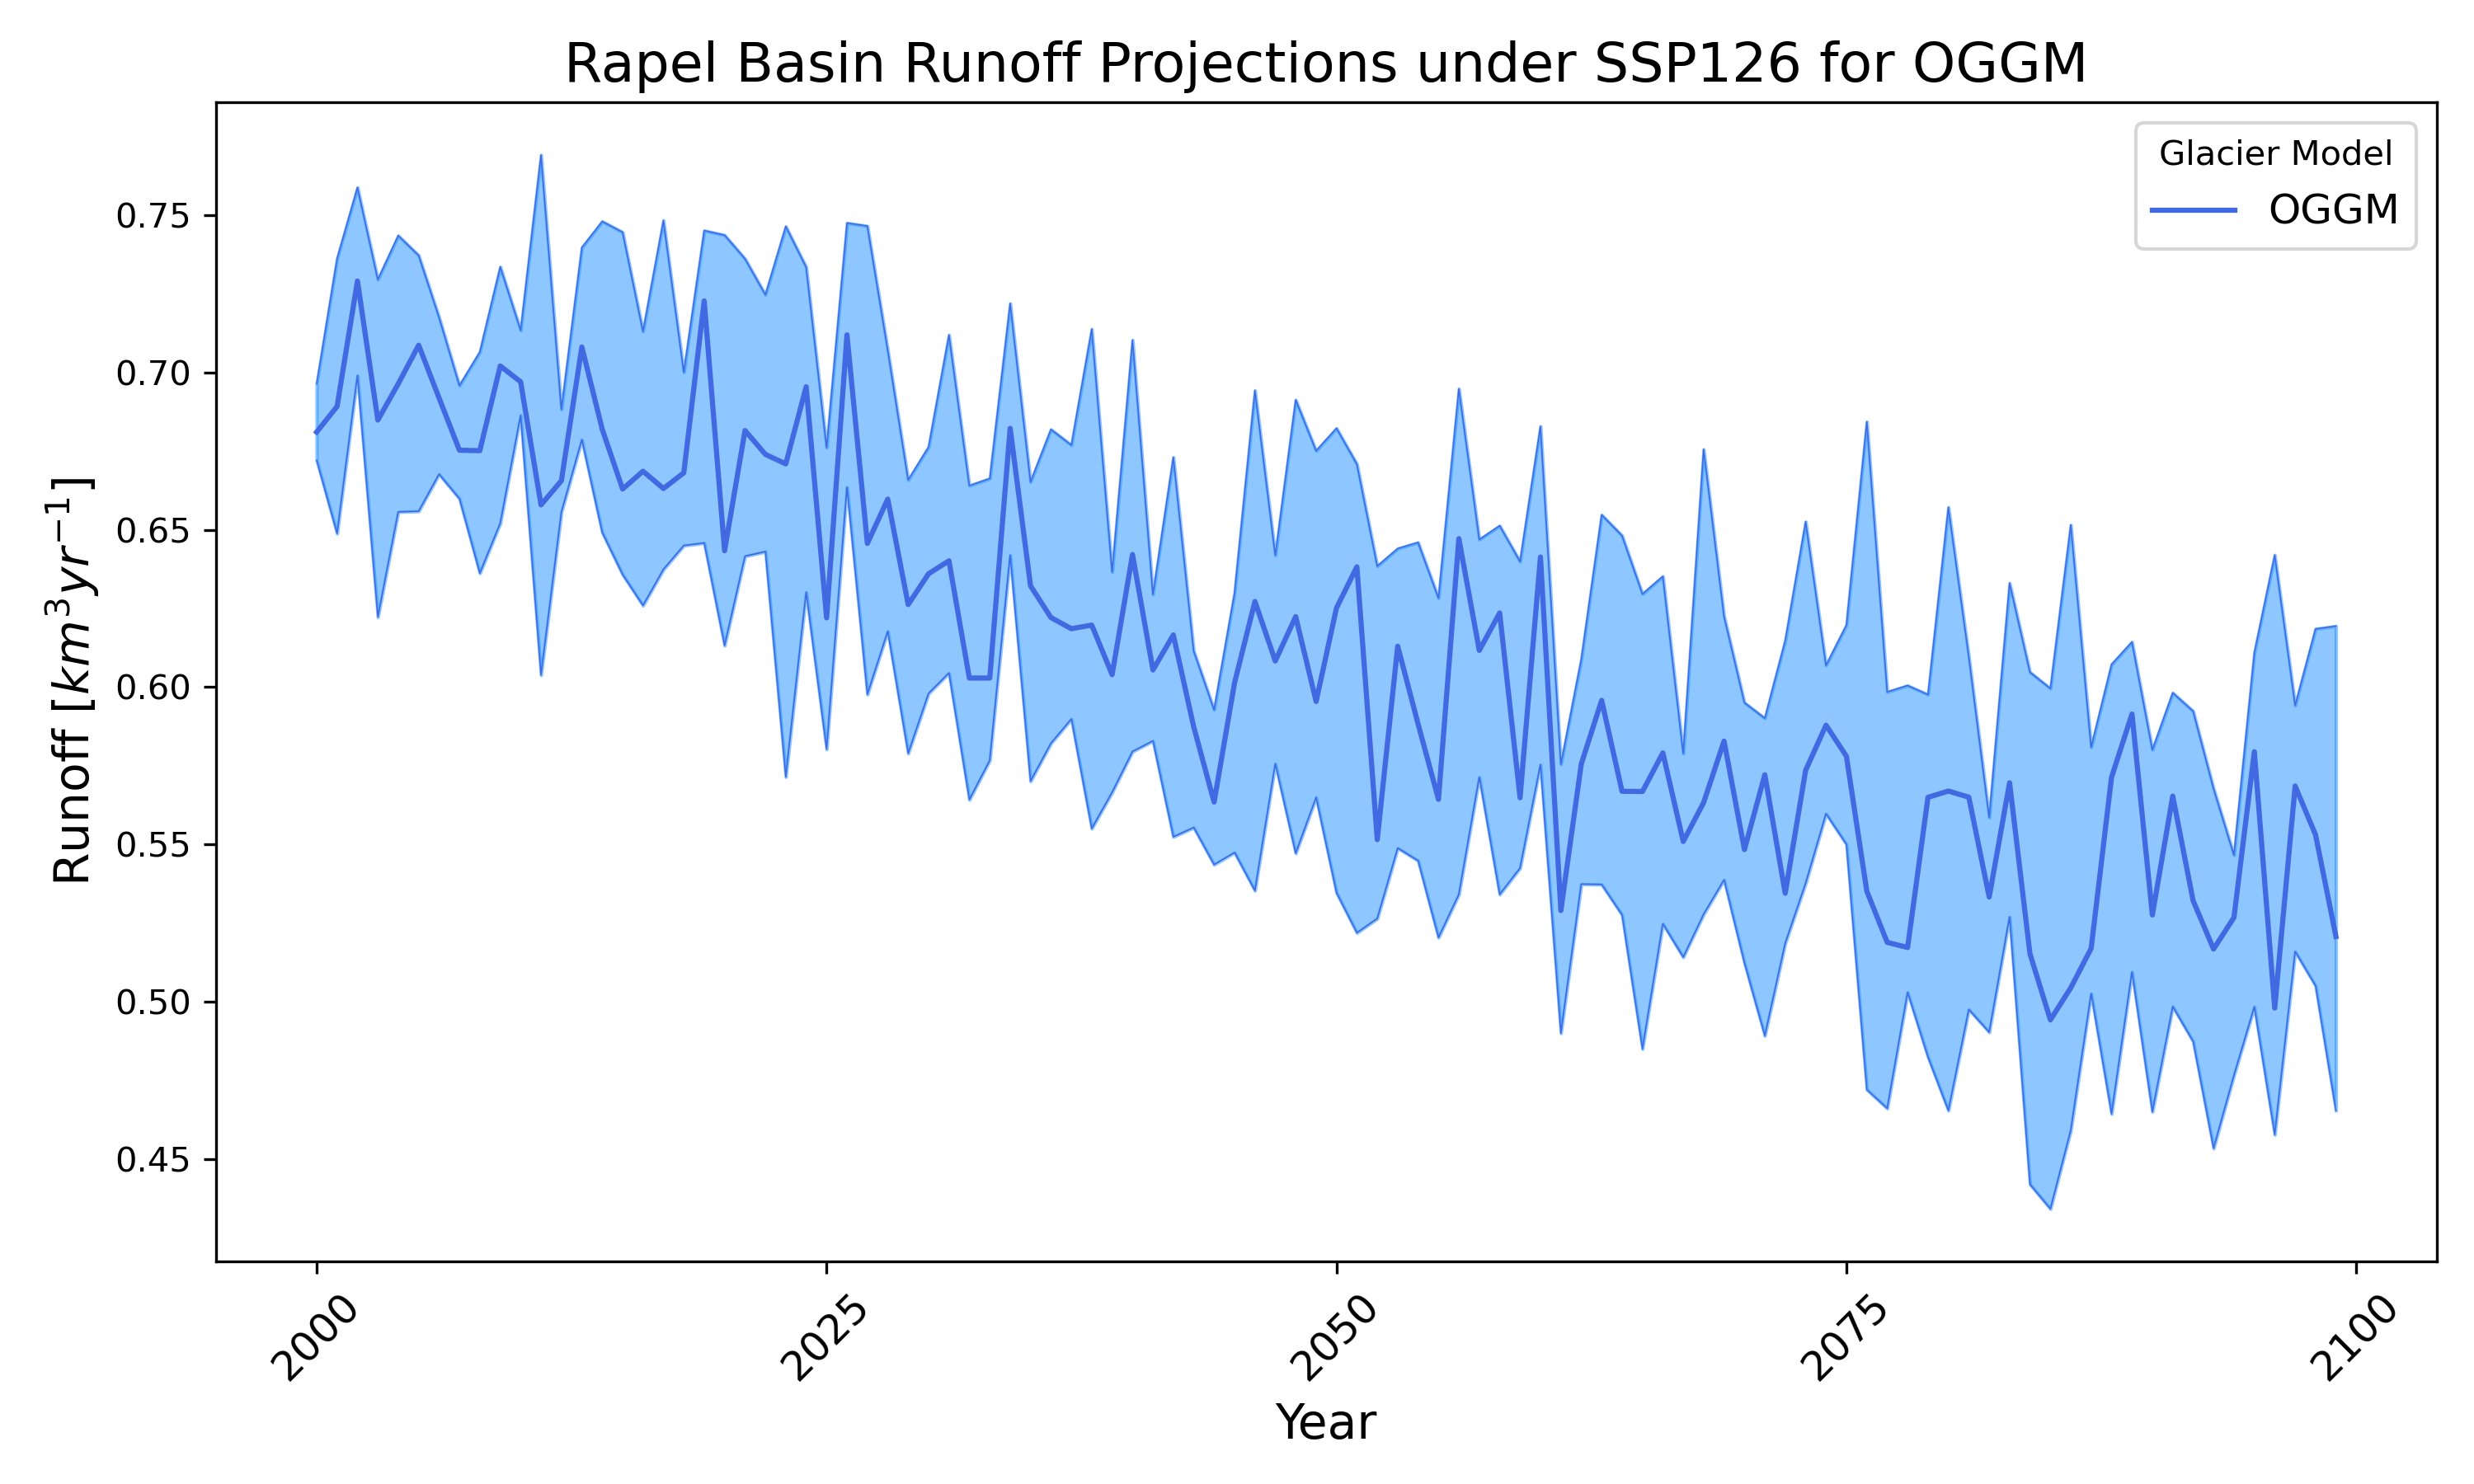 Rapel Basin Runoff Projections under SSP126 for OGGM
Glacier Model
OGGM
Runoff [km³yr⁻¹]
0.75
0.70
0.65
0.60
0.55
0.50
0.45
2000
2025
2050
2075
2100
Year